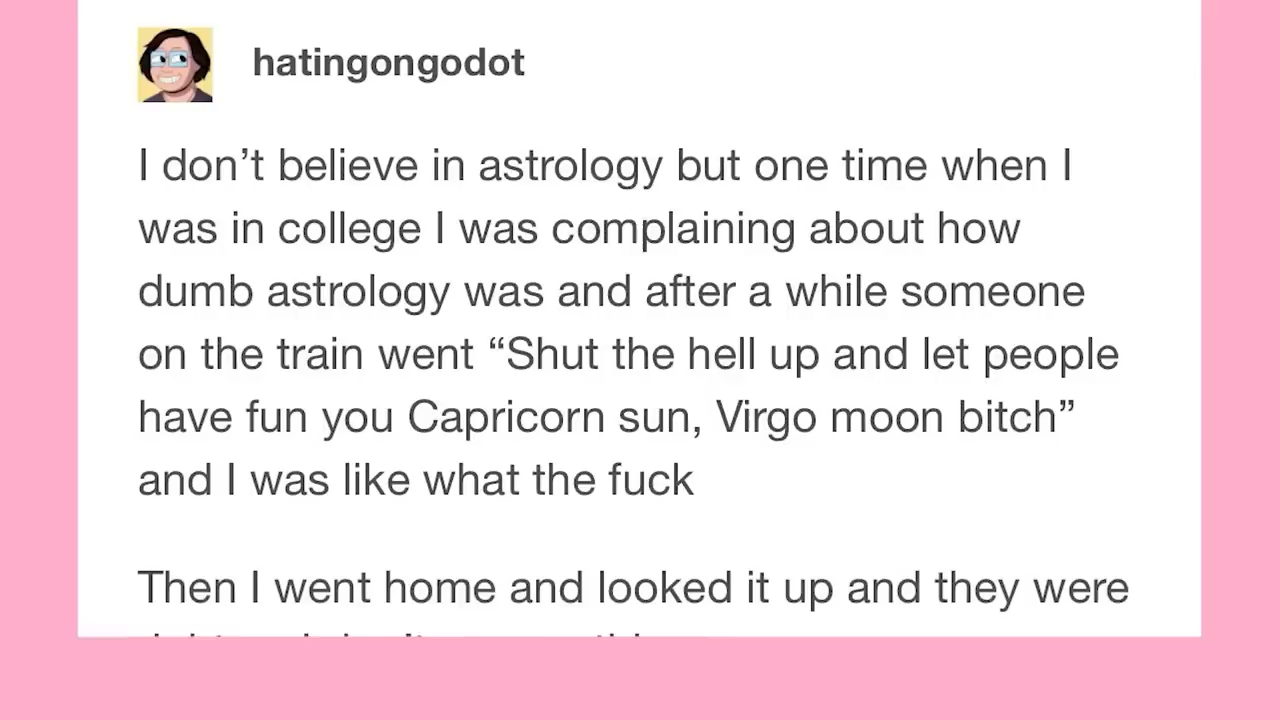 hatingongodot
I don’t believe in astrology but one time when I
was in college I was complaining about how
dumb astrology was and after a while someone
on the train went “Shut the hell up and let people
have fun you Capricorn sun, Virgo moon bitch”
and I was like what the fuck
Then I went home and looked it up and they were